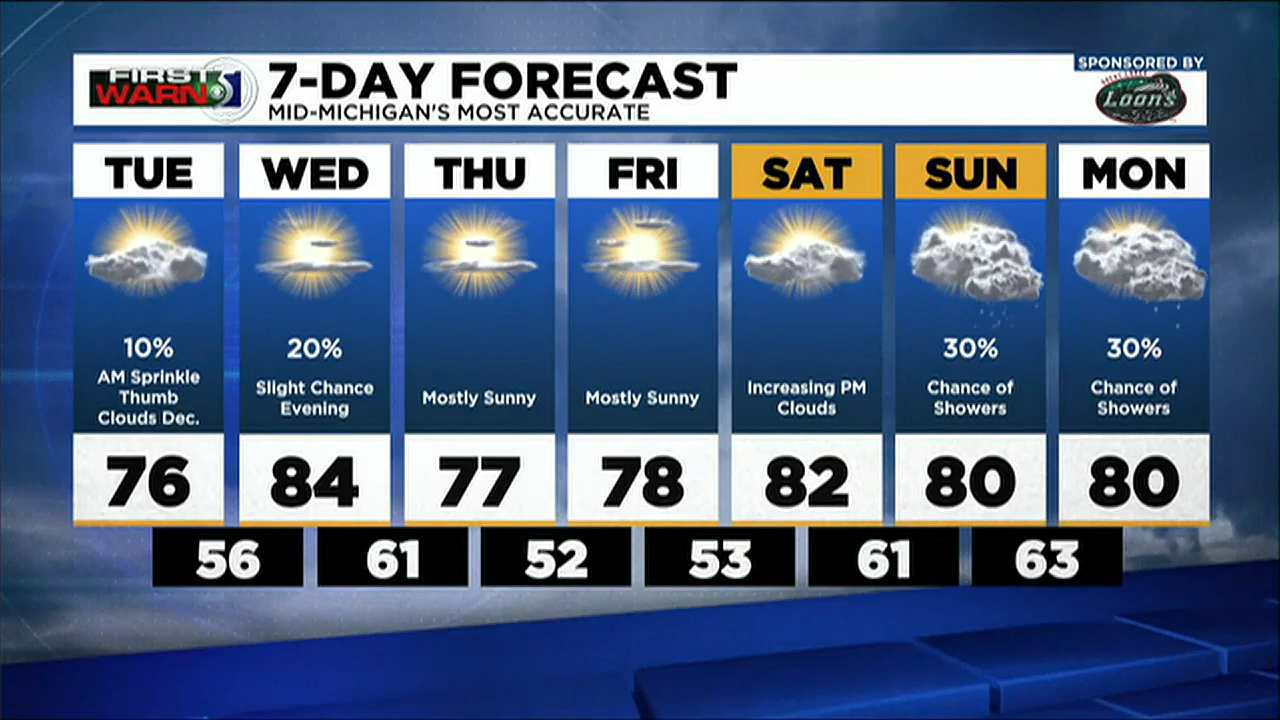 FIRST
WARN 5
7-DAY FORECAST
MID-MICHIGAN'S MOST ACCURATE
SPONSORED BY
Loons
TUE
10%
AM Sprinkle
Thumb
Clouds Dec.
76
WED
20%
Slight Chance
Evening
84
THU
Mostly Sunny
77
FRI
Mostly Sunny
78
SAT
Increasing PM
Clouds
82
SUN
30%
Chance of
Showers
80
MON
30%
Chance of
Showers
80
56
61
52
53
61
63